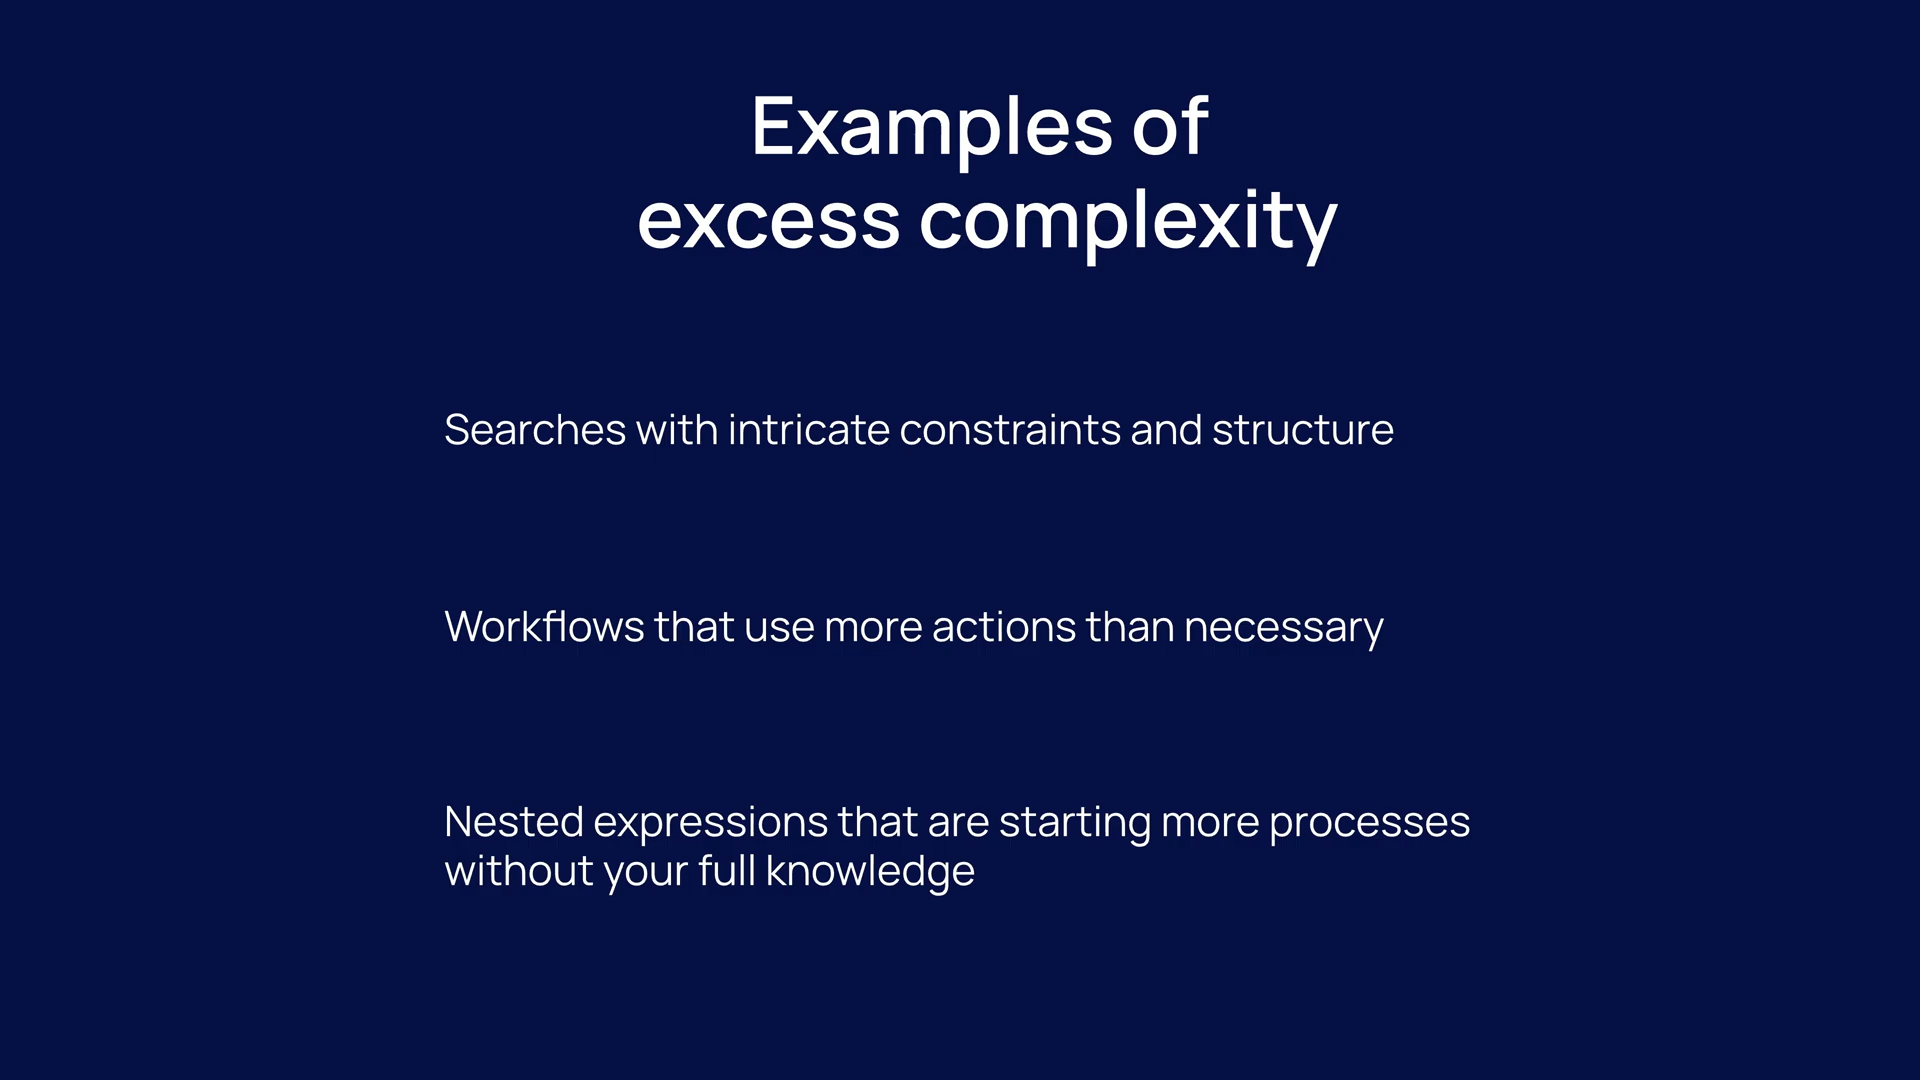 Examples of
excess complexity
Searches with intricate constraints and structure
Workflows that use more actions than necessary
Nested expressions that are starting more processes
without your full knowledge